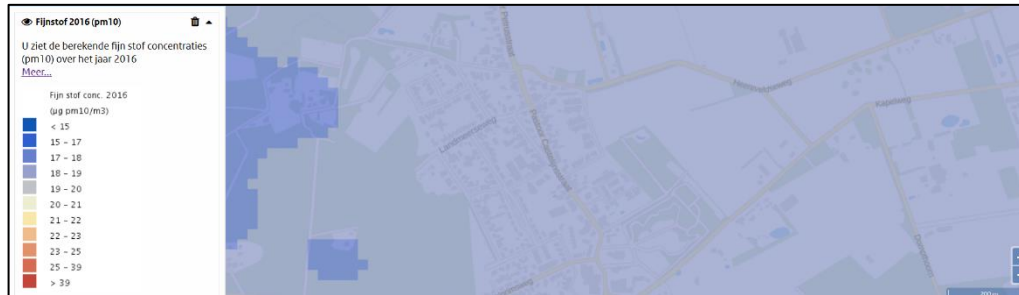 Fijnstof 2016 (pm10)
U ziet de berekende fijn stof concentraties
(pm10) over het jaar 2016
Meer...
Fijn stof conc. 2016
(µg pm10/m3)
< 15
15 - 17
17 - 18
18 - 19
19 - 20
20 - 21
21 - 22
22 - 23
23 - 25
25 - 39
> 39
Landmeetersweg
Kapelweg